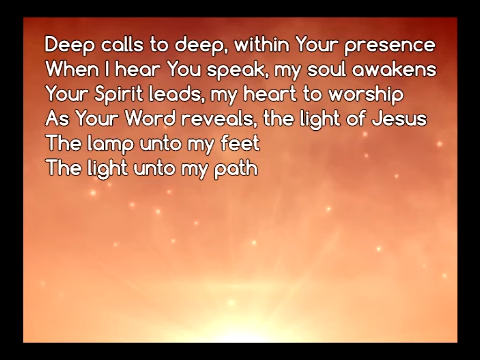 Deep calls to deep, within Your presence
When I hear You speak, my soul awakens
Your Spirit leads, my heart to worship
As Your Word reveals, the light of Jesus
The lamp unto my feet
The light unto my path